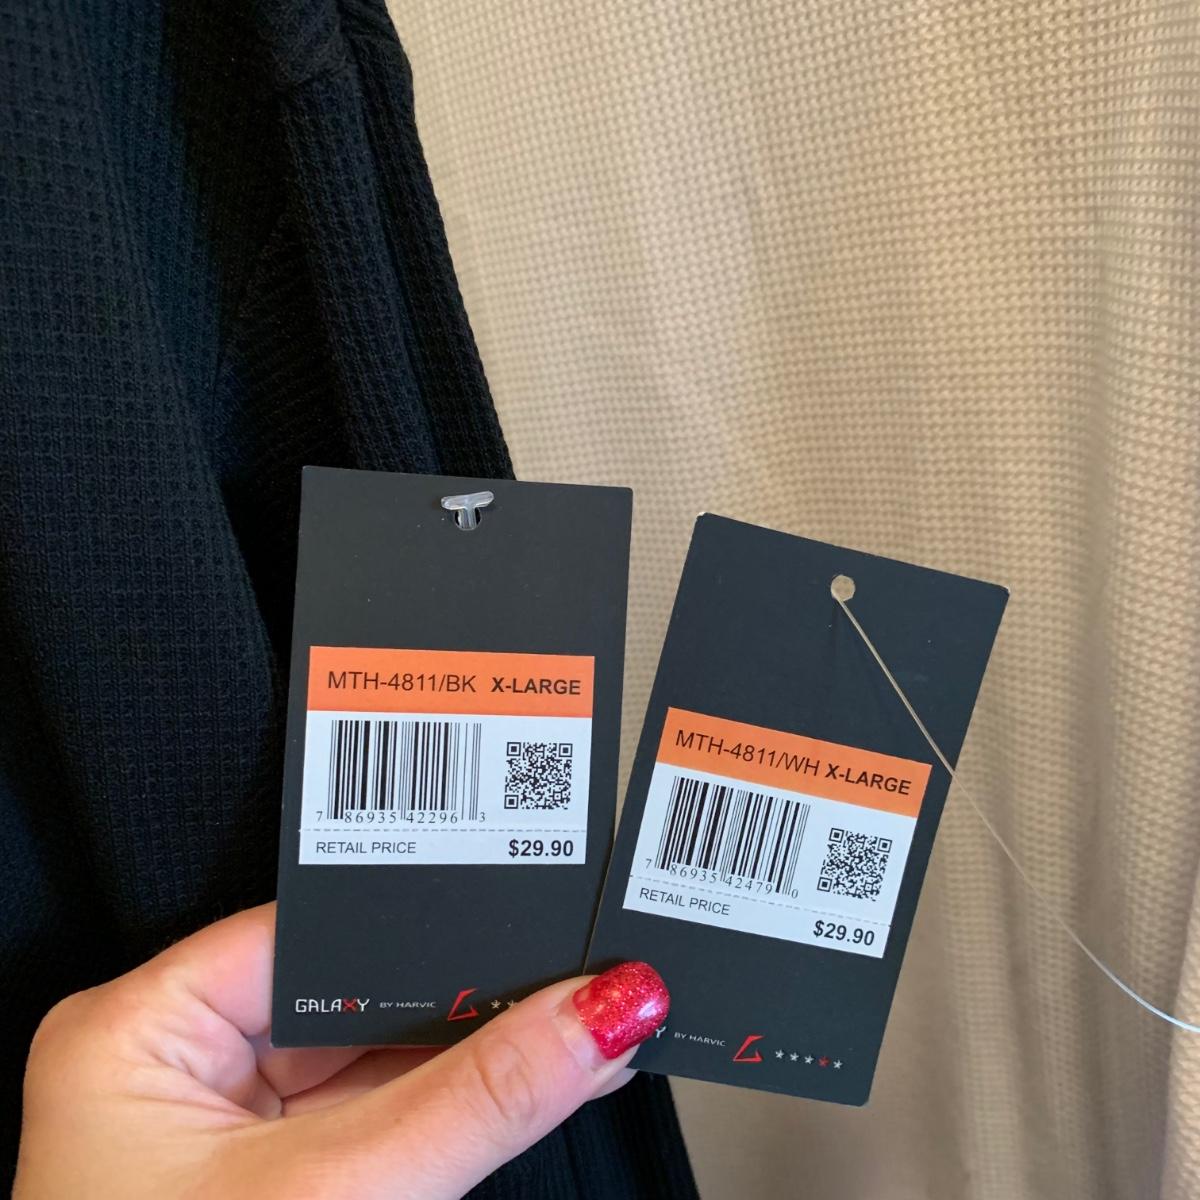 MTH-4811/BK X-LARGE
7 86935 42296 3
RETAIL PRICE $29.90
GALAXY BY HARVIC
MTH-4811/WH X-LARGE
7 86935 42479 0
RETAIL PRICE $29.90
Y BY HARVIC